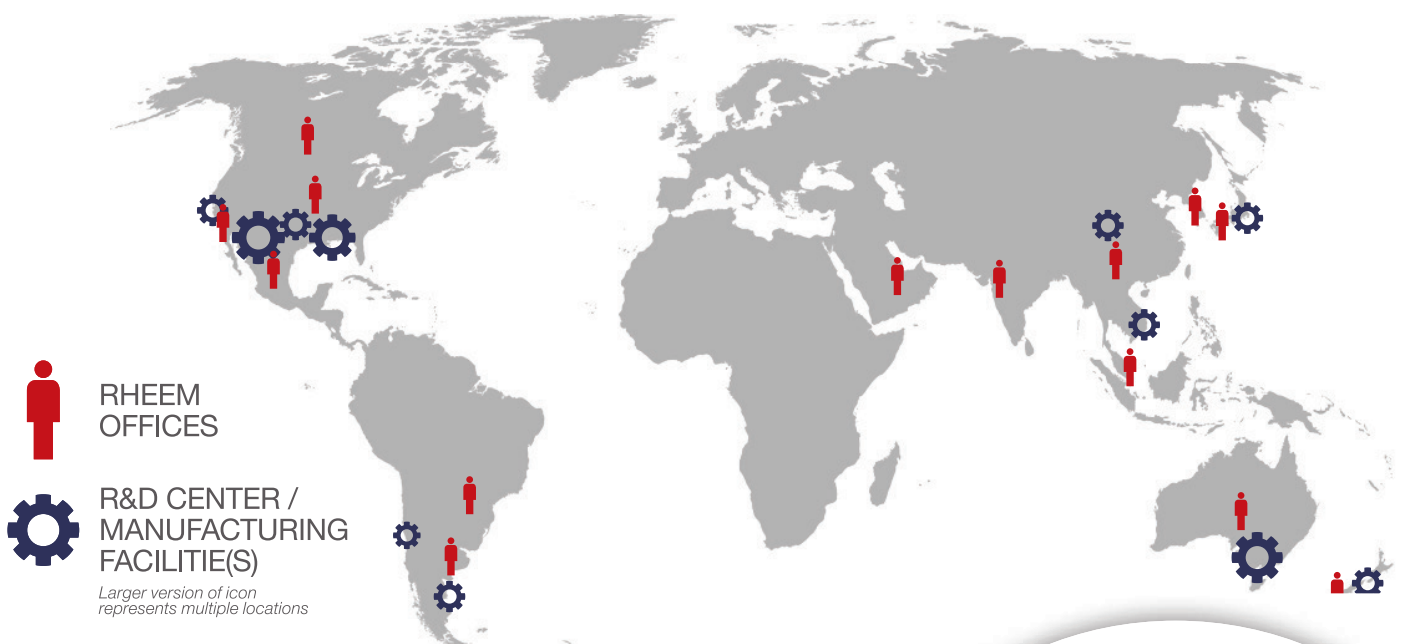 RHEEM
OFFICES
R&D CENTER /
MANUFACTURING
FACILITIE(S)
Larger version of icon
represents multiple locations